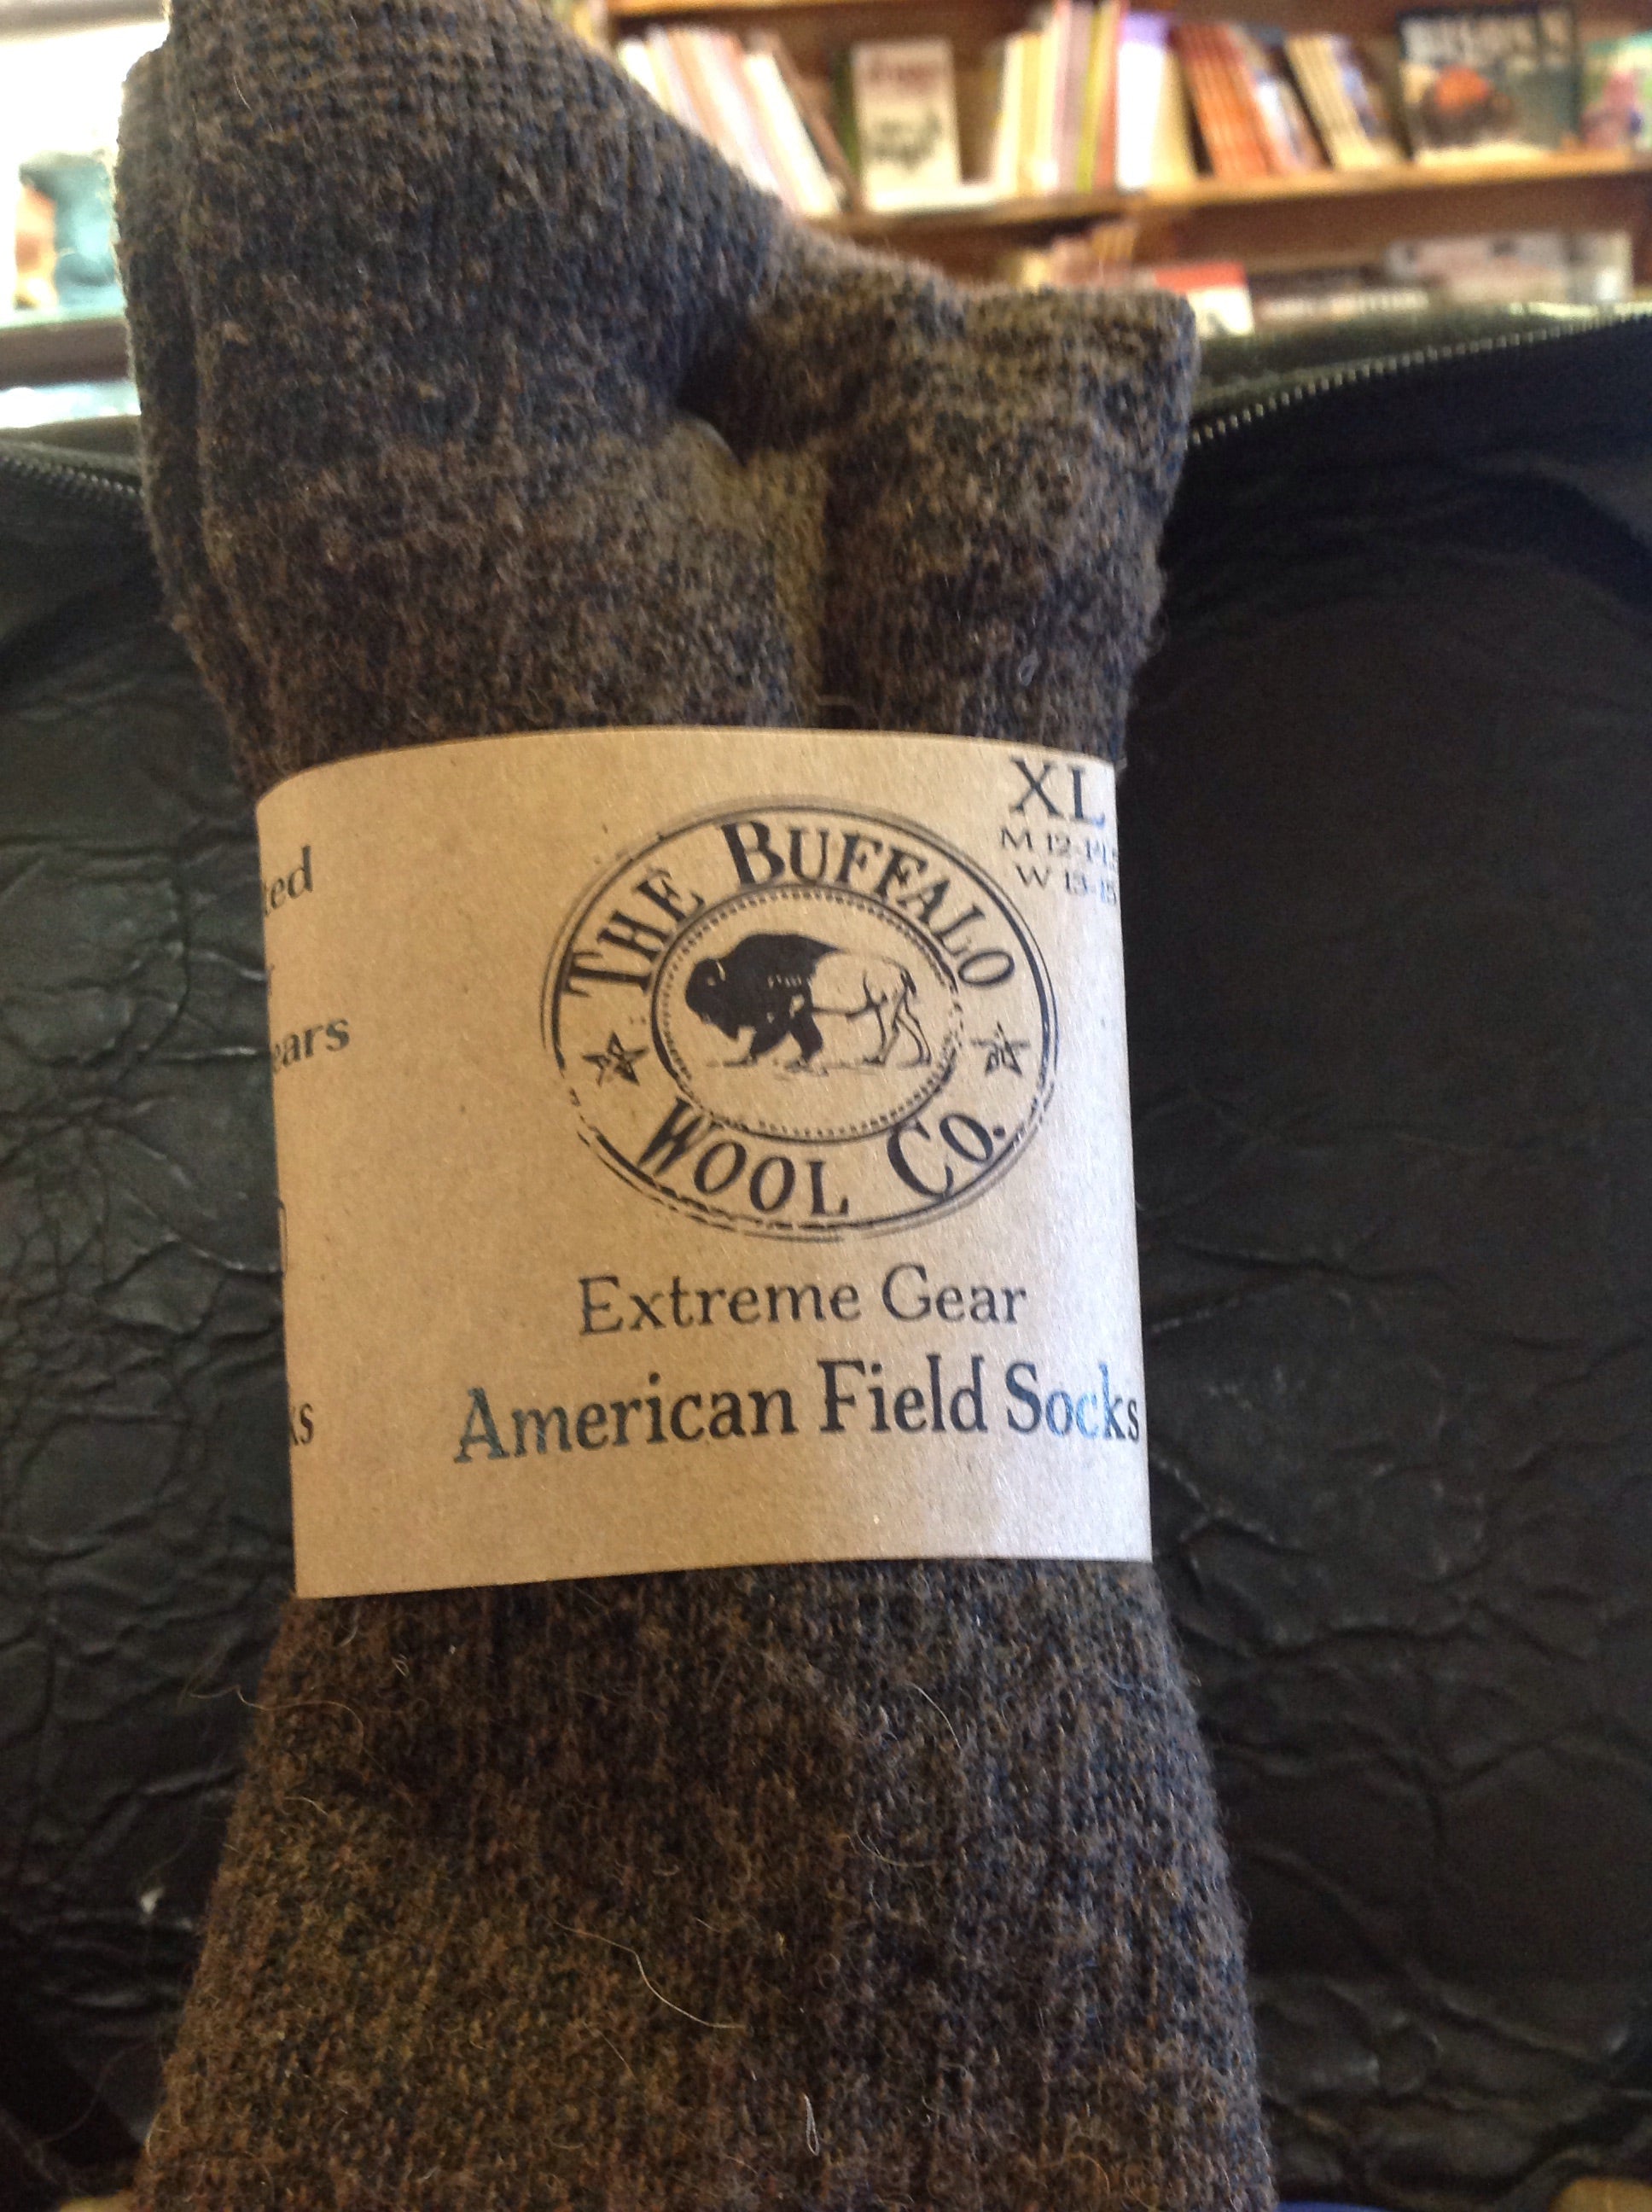 THE BUFFALO
WOOL CO.
XL
Extreme Gear
American Field Socks